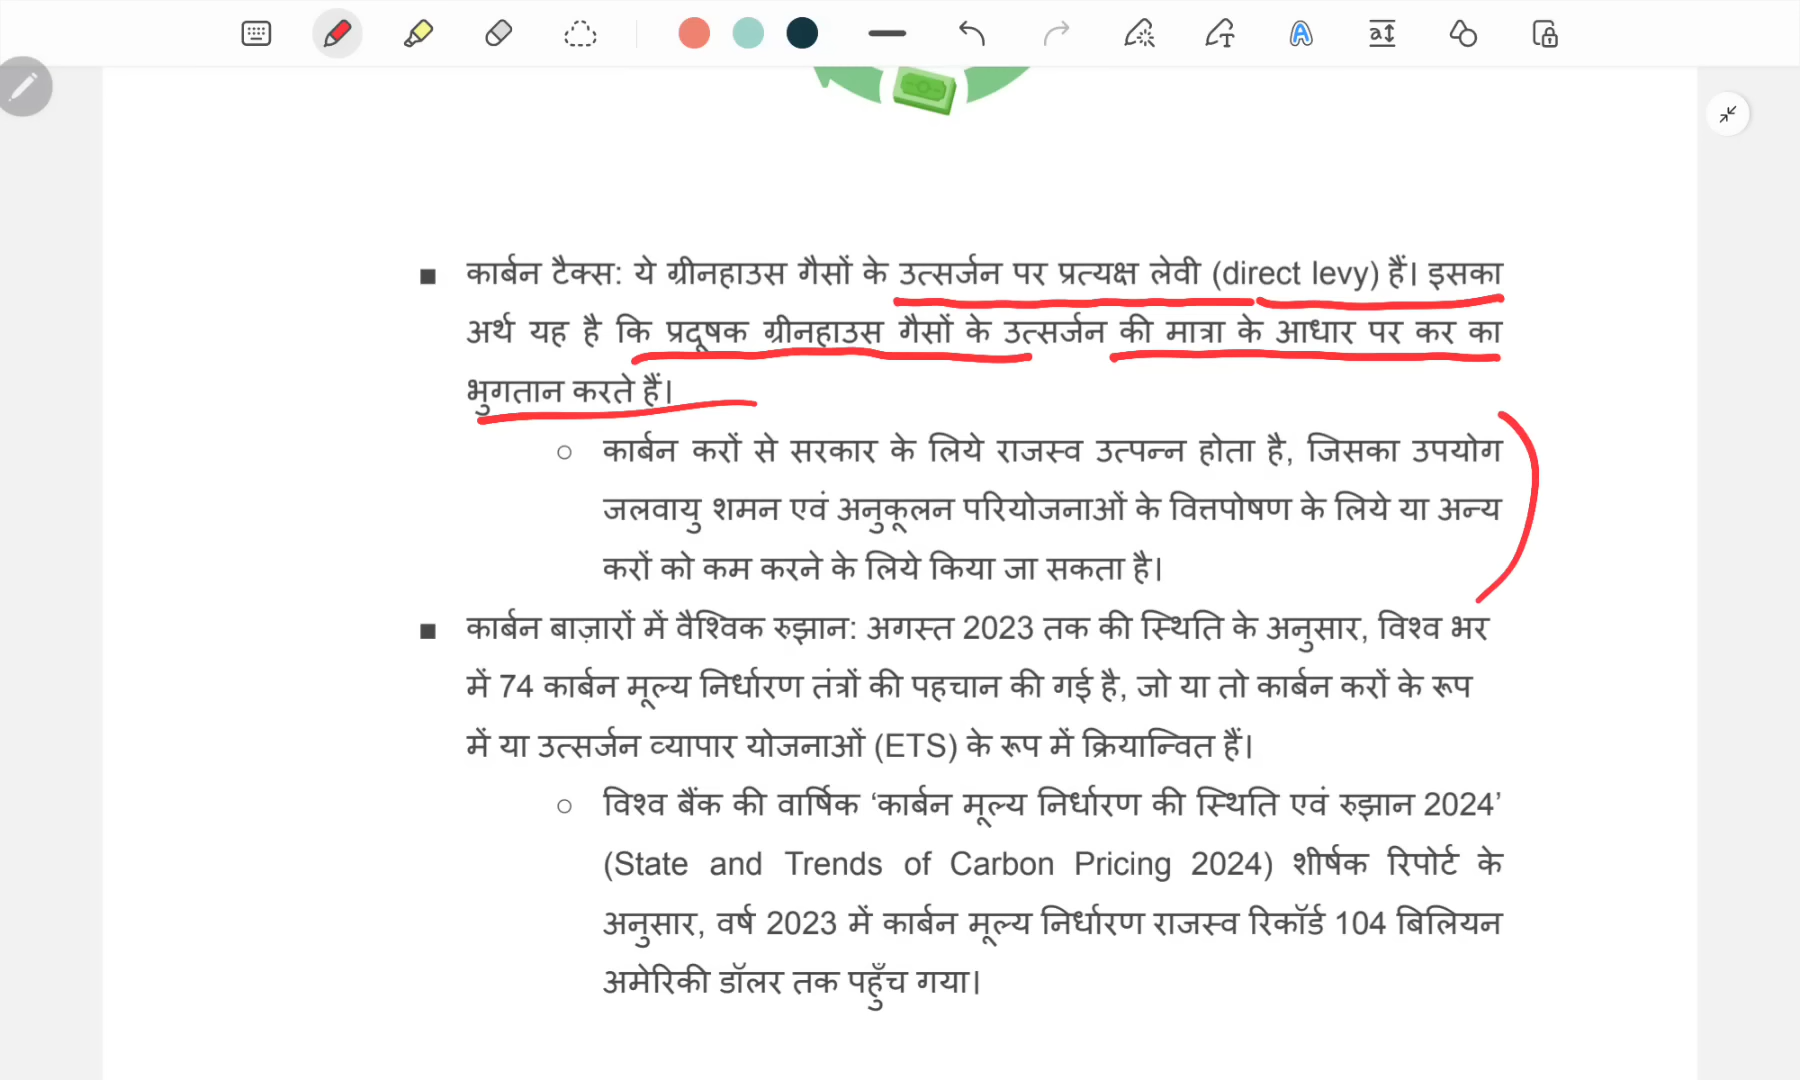 कार्बन टैक्स: ये ग्रीनहाउस गैसों के उत्सर्जन पर प्रत्यक्ष लेवी (direct levy) हैं। इसका
अर्थ यह है कि प्रदूषक ग्रीनहाउस गैसों के उत्सर्जन की मात्रा के आधार पर कर का
भुगतान करते हैं।
कार्बन करों से सरकार के लिये राजस्व उत्पन्न होता है, जिसका उपयोग
जलवायु शमन एवं अनुकूलन परियोजनाओं के वित्तपोषण के लिये या अन्य
करों को कम करने के लिये किया जा सकता है।
कार्बन बाज़ारों में वैश्विक रुझान: अगस्त 2023 तक की स्थिति के अनुसार, विश्व भर
में 74 कार्बन मूल्य निर्धारण तंत्रों की पहचान की गई है, जो या तो कार्बन करों के रूप
में या उत्सर्जन व्यापार योजनाओं (ETS) के रूप में क्रियान्वित हैं।
विश्व बैंक की वार्षिक ‘कार्बन मूल्य निर्धारण की स्थिति एवं रुझान 2024’
(State and Trends of Carbon Pricing 2024) शीर्षक रिपोर्ट के
अनुसार, वर्ष 2023 में कार्बन मूल्य निर्धारण राजस्व रिकॉर्ड 104 बिलियन
अमेरिकी डॉलर तक पहुँच गया।